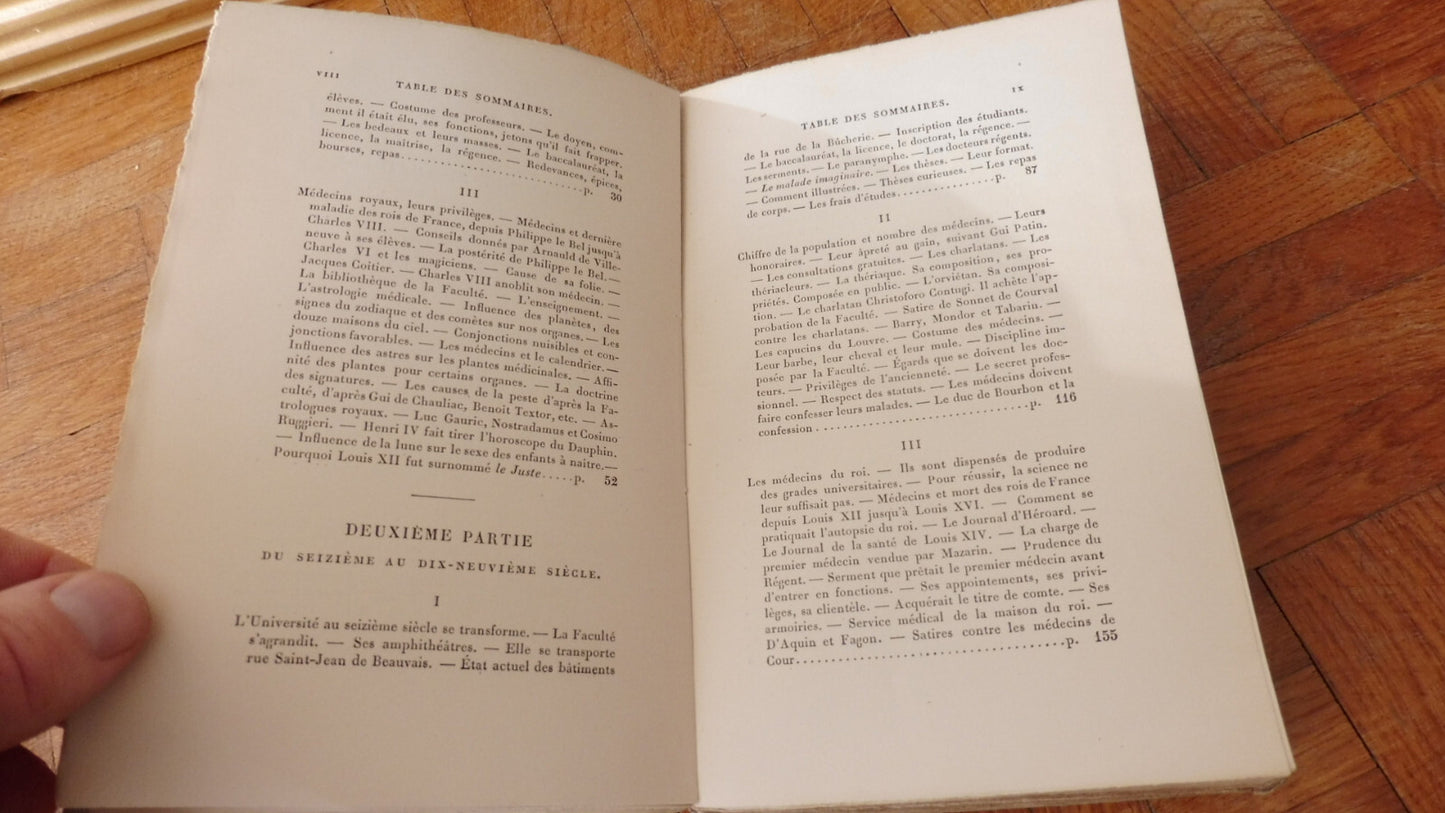 VIII
TABLE DES SOMMAIRES.
élèves. — Costume des professeurs. — Le doyen, com-
ment il était élu, ses fonctions, jetons qu'il fait frapper.
— Les bedeaux et leurs masses. — Le baccalauréat, la
licence, la maîtrise, la régence. — Redevances, épices,
bourses, repas.....p. 30
III
Médecins royaux, leurs privilèges. — Médecins et dernière
maladie des rois de France, depuis Philippe le Bel jusqu'à
Charles VIII. — Conseils donnés par Arnauld de Ville-
neuve à ses élèves. — La postérité de Philippe le Bel. —
Charles VI et les magiciens. — Cause de sa folie. —
Jacques Coitier. — Charles VIII anoblit son médecin. —
La bibliothèque de la Faculté. — L'enseignement. —
L'astrologie médicale. — Influence des planètes, des
signes du zodiaque et des comètes sur nos organes. — Les
douze maisons du ciel. — Conjonctions nuisibles et con-
jonctions favorables. — Les médecins et le calendrier. —
Influence des astres sur les plantes médicinales. — Affi-
nité des plantes pour certains organes. — La doctrine
des signatures. — Les causes de la peste d'après la Fa-
culté, d'après Gui de Chauliac, Benoit Textor, etc. — As-
trologues royaux. — Luc Gauric, Nostradamus et Cosimo
Ruggieri. — Henri IV fait tirer l'horoscope du Dauphin.
— Influence de la lune sur le sexe des enfants à naître. —
Pourquoi Louis XII fut surnommé le Juste.....p. 52
DEUXIÈME PARTIE
DU SEIZIÈME AU DIX-NEUVIÈME SIÈCLE.
I
L'Université au seizième siècle se transforme. — La Faculté
s'agrandit. — Ses amphithéâtres. — Elle se transporte
rue Saint-Jean de Beauvais. — État actuel des bâtiments
IX
TABLE DES SOMMAIRES.
de la rue de la Bûcherie. — Inscription des étudiants.
— Le baccalauréat, la licence, le doctorat, la régence. —
Les serments. — Le paranymphe. — Les docteurs régents.
— Le malade imaginaire. — Les thèses. — Leur format.
— Comment illustrées. — Thèses curieuses. — Les repas
de corps. — Les frais d'études.....p. 87
II
Chiffre de la population et nombre des médecins. — Leurs
honoraires. — Leur âpreté au gain, suivant Gui Patin.
— Les consultations gratuites. — Les charlatans. — Les
thériacleurs. — La thériaque. Sa composition, ses pro-
priétés. Composée en public. — L'orviétan. Sa composi-
tion. — Le charlatan Christoforo Contugi. Il achète l'ap-
probation de la Faculté. — Satire de Sonnet de Courval
contre les charlatans. — Barry, Mondor et Tabarin. —
Les capucins du Louvre. — Costume des médecins. —
Leur barbe, leur cheval et leur mule. — Discipline im-
posée par la Faculté. — Égards que se doivent les doc-
teurs. — Privilèges de l'ancienneté. — Le secret profes-
sionnel. — Respect des statuts. — Les médecins doivent
faire confesser leurs malades. — Le duc de Bourbon et la
confession.....p. 116
III
Les médecins du roi. — Ils sont dispensés de produire
des grades universitaires. — Pour réussir, la science ne
leur suffisait pas. — Médecins et mort des rois de France
depuis Louis XII jusqu'à Louis XVI. — Comment se
pratiquait l'autopsie du roi. — Le Journal d'Héroard. —
Le Journal de la santé de Louis XIV. — La charge de
premier médecin vendue par Mazarin. — Prudence du
Régent. — Serment que prêtait le premier médecin avant
d'entrer en fonctions. — Ses appointements, ses privi-
lèges, sa clientèle. — Acquérait le titre de comte. — Ses
armoiries. — Service médical de la maison du roi. —
D'Aquin et Fagon. — Satires contre les médecins de
Cour.....p. 155